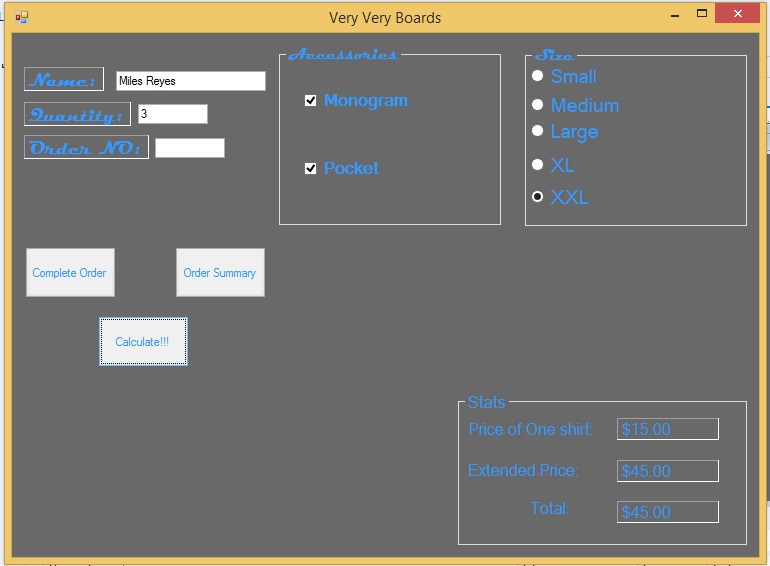 Very Very Boards
Name:
Miles Reyes
Quantity:
3
Order NO:
Accessories
Monogram
Pocket
Size
Small
Medium
Large
XL
XXL
Complete Order
Order Summary
Calculate!!!
Stats
Price of One shirt:
$15.00
Extended Price:
$45.00
Total:
$45.00